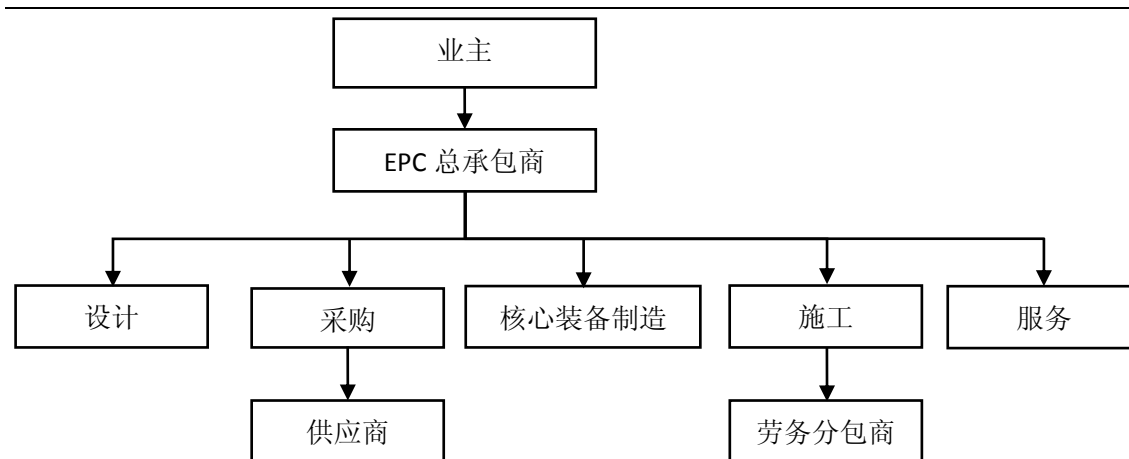 业主
EPC 总承包商
设计
采购
核心装备制造
施工
服务
供应商
劳务分包商